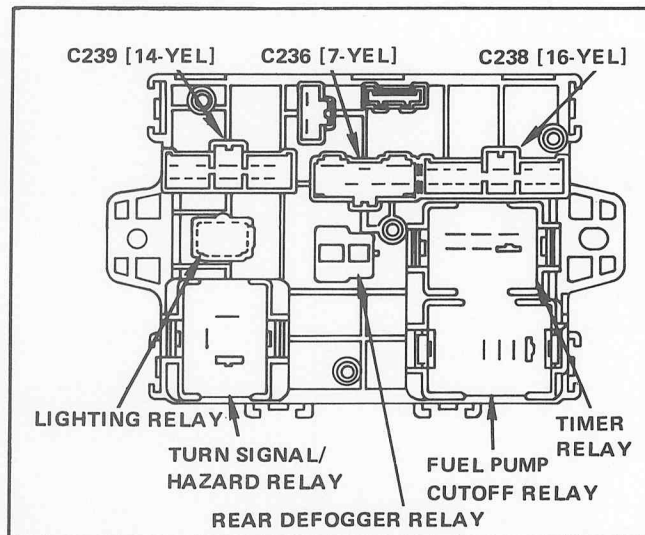 C239 [14-YEL] C236 [7-YEL] C238 [16-YEL]
LIGHTING RELAY
TURN SIGNAL/
HAZARD RELAY
REAR DEFOGGER RELAY
FUEL PUMP
CUTOFF RELAY
TIMER
RELAY